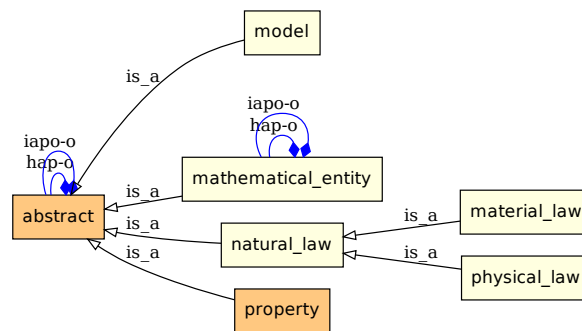 model
is_a
iapo-o
hap-o
iapo-o
hap-o
mathematical_entity
is_a
abstract
is_a
natural_law
is_a
material_law
is_a
physical_law
is_a
property